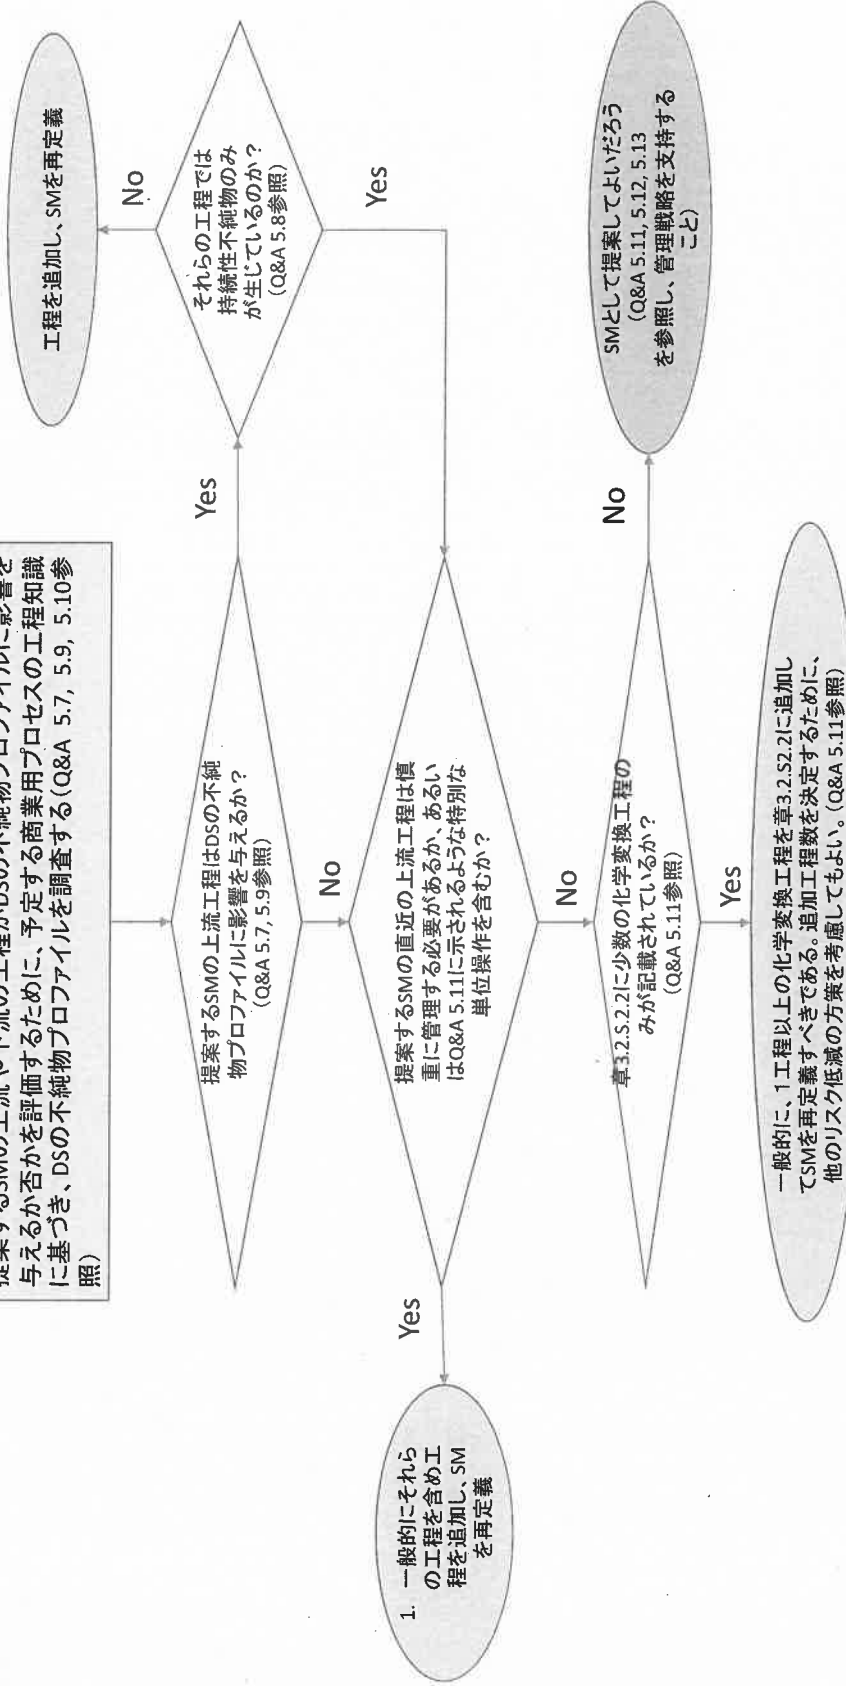 提案するSMの上流や下流の工程がDSの不純物プロファイルに影響を
与えるか否かを評価するために、予定する商業用プロセスの工程知識
に基づき、DSの不純物プロファイルを調査する(Q&A 5.7, 5.9, 5.10参
照)
提案するSMの上流工程はDSの不純
物プロファイルに影響を与えるか？
(Q&A 5.7, 5.9参照)
Yes
それらの工程では
持続性不純物のみ
が生じているのか？
(Q&A 5.8参照)
No
工程を追加し、SMを再定義
Yes
No
提案するSMの直近の上流工程は慎
重に管理する必要があるか、あるい
はQ&A 5.11に示されるような特別な
単位操作を含むか？
Yes
1. 一般的にそれら
の工程を含め工
程を追加し、SM
を再定義
No
章3.2.S.2.2に少数の化学変換工程の
みが記載されているか？
(Q&A 5.11参照)
No
SMとして提案してよいだろう
(Q&A 5.11, 5.12, 5.13
を参照し、管理戦略を支持する
こと)
Yes
一般的に、1工程以上の化学変換工程を章3.2.S2.2に追加し
てSMを再定義すべきである。追加工程数を決定するために、
他のリスク低減の方策を考慮してもよい。(Q&A 5.11参照)